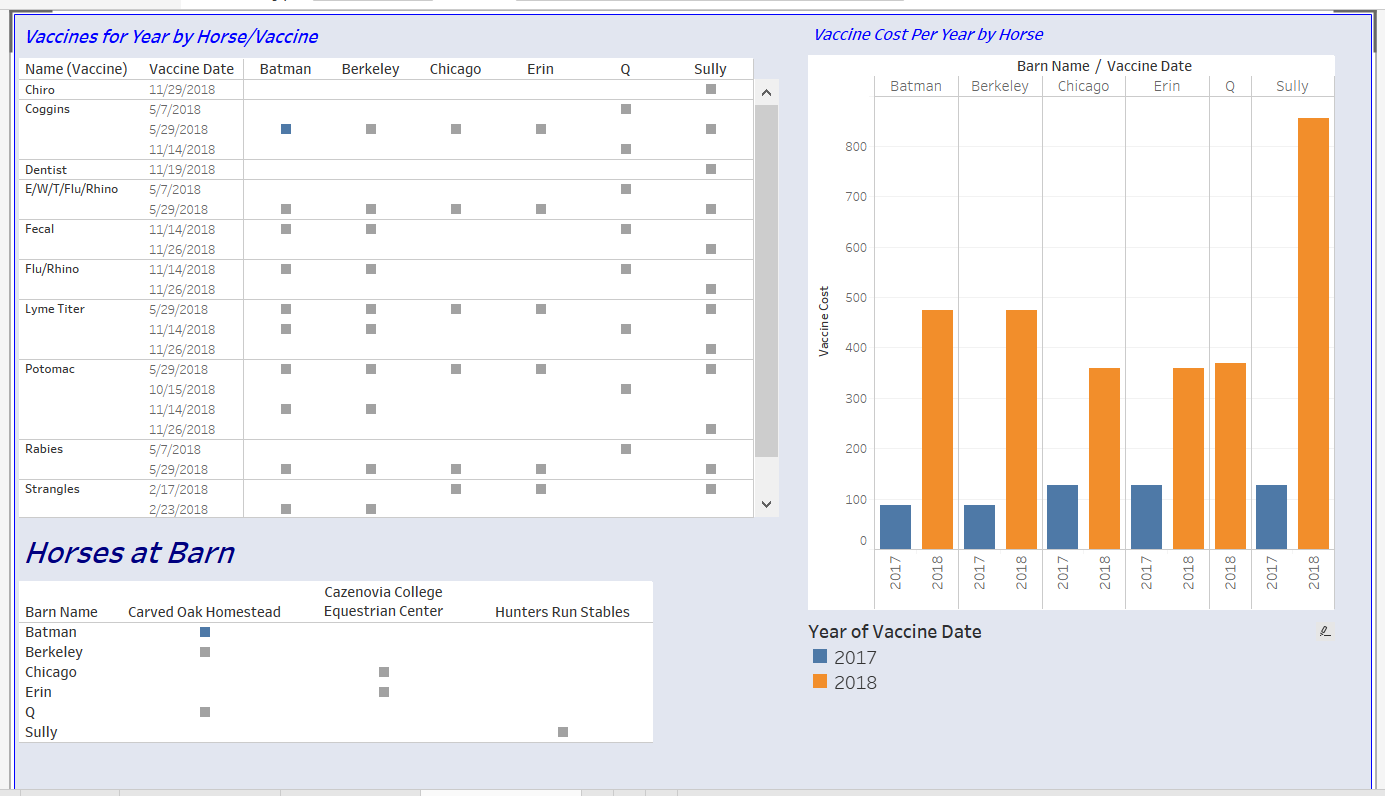 Vaccines for Year by Horse/Vaccine
Name (Vaccine) Vaccine Date Batman Berkeley Chicago Erin Q Sully
Chiro 11/29/2018
Coggins 5/7/2018
5/29/2018
11/14/2018
Dentist 11/19/2018
E/W/T/Flu/Rhino 5/7/2018
5/29/2018
Fecal 11/14/2018
11/26/2018
Flu/Rhino 11/14/2018
11/26/2018
Lyme Titer 5/29/2018
11/14/2018
11/26/2018
Potomac 5/29/2018
10/15/2018
11/14/2018
11/26/2018
Rabies 5/7/2018
5/29/2018
Strangles 2/17/2018
2/23/2018
Horses at Barn
Barn Name Carved Oak Homestead Cazenovia College Equestrian Center Hunters Run Stables
Batman
Berkeley
Chicago
Erin
Q
Sully
Vaccine Cost Per Year by Horse
Barn Name / Vaccine Date
Batman Berkeley Chicago Erin Q Sully
Vaccine Cost
800
700
600
500
400
300
200
100
0
2017 2018 2017 2018 2017 2018 2017 2018 2018 2017 2018
Year of Vaccine Date
2017
2018